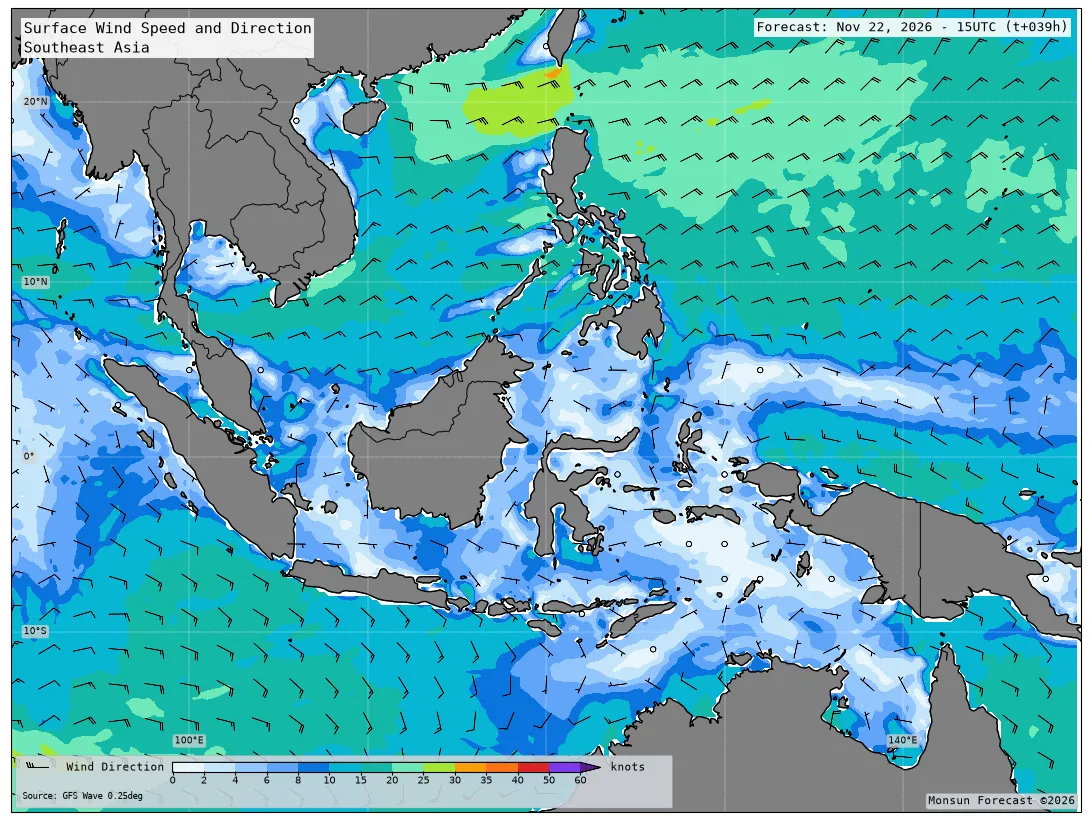 Surface Wind Speed and Direction
Southeast Asia
Forecast: Nov 22, 2026 - 15UTC (t+039h)
20°N
10°N
0°
10°S
100°E
140°E
Wind Direction
0 2 4 6 8 10 15 20 25 30 35 40 50 60
knots
Source: GFS Wave 0.25deg
Monsun Forecast ©2026